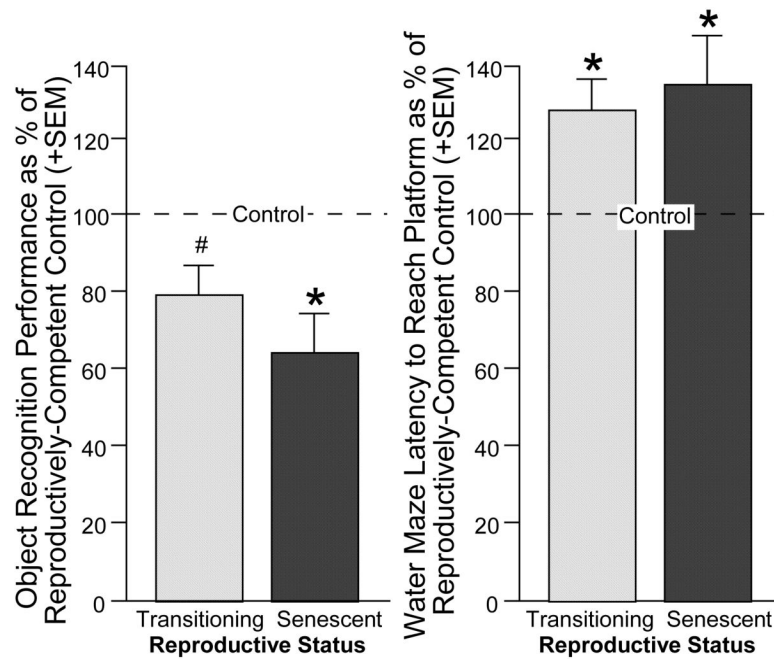 Object Recognition Performance as % of
Reproductively-Competent Control (+SEM)
140
120
100
80
60
40
20
0
Control
#
*
Transitioning Senescent
Reproductive Status
Water Maze Latency to Reach Platform as % of
Reproductively-Competent Control (+SEM)
140
120
100
80
60
40
20
0
*
*
Control
Transitioning Senescent
Reproductive Status